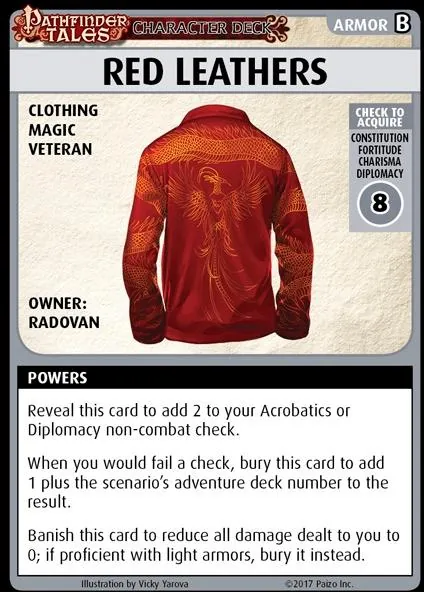 PATHFINDER
TALES
CHARACTER DECK
ARMOR B
RED LEATHERS
CLOTHING
MAGIC
VETERAN
CHECK TO
ACQUIRE
CONSTITUTION
FORTITUDE
CHARISMA
DIPLOMACY
8
OWNER:
RADOVAN
POWERS
Reveal this card to add 2 to your Acrobatics or
Diplomacy non-combat check.
When you would fail a check, bury this card to add
1 plus the scenario’s adventure deck number to the
result.
Banish this card to reduce all damage dealt to you to
0; if proficient with light armors, bury it instead.
Illustration by Vicky Yarova
©2017 Paizo Inc.